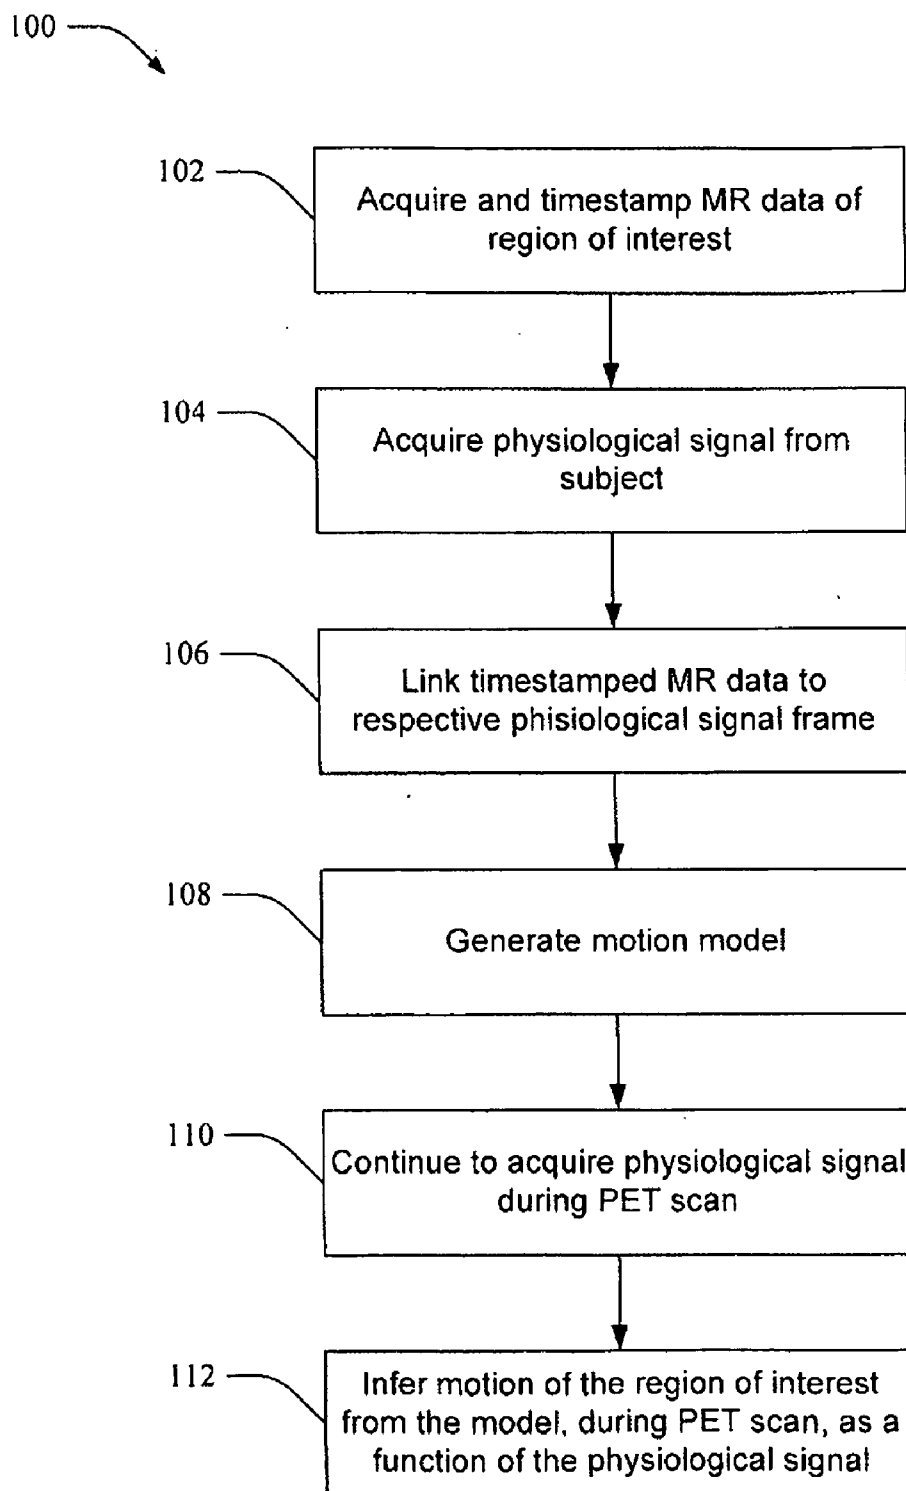 100
102
Acquire and timestamp MR data of
region of interest
104
Acquire physiological signal from
subject
106
Link timestamped MR data to
respective phisiological signal frame
108
Generate motion model
110
Continue to acquire physiological signal
during PET scan
112
Infer motion of the region of interest
from the model, during PET scan, as a
function of the physiological signal